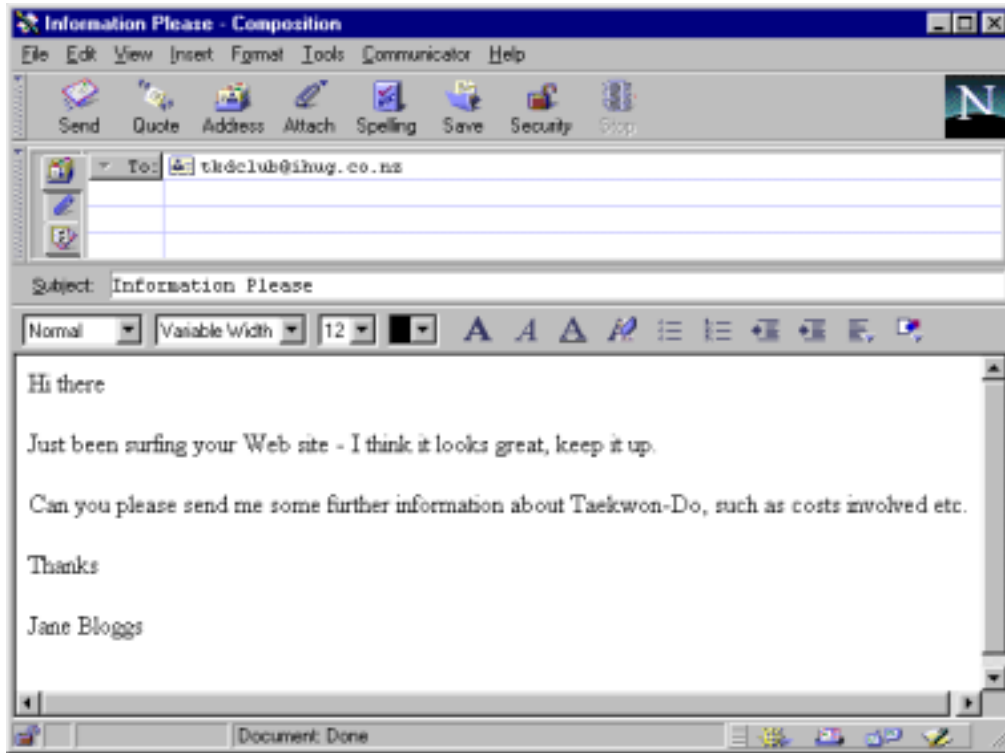 Information Please - Composition
File Edit View Insert Format Tools Communicator Help
Send Quote Address Attach Spelling Save Security Stop
N
To: tkdclub@ihug.co.nz
Subject: Information Please
Normal Variable Width 12 A A A
Hi there
Just been surfing your Web site - I think it looks great, keep it up.
Can you please send me some further information about Taekwon-Do, such as costs involved etc.
Thanks
Jane Bloggs
Document: Done